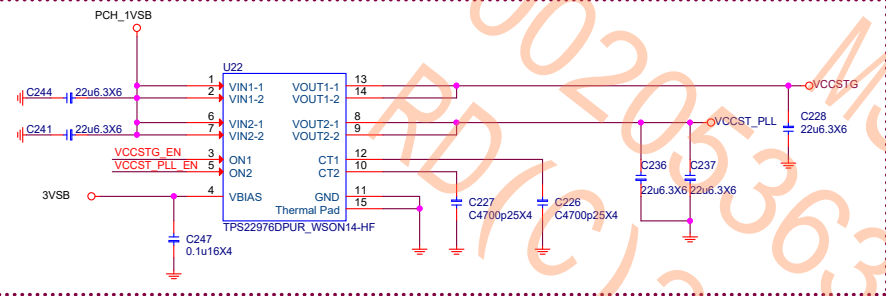 PCH_1VSB
U22
C244 22u6.3X6
C241 22u6.3X6
1 VIN1-1 VOUT1-1 13
2 VIN1-2 VOUT1-2 14
6 VIN2-1 VOUT2-1 8
7 VIN2-2 VOUT2-2 9
VCCSTG_EN 3 ON1 CT1 12
VCCST_PLL_EN 5 ON2 CT2 10
3VSB 4 VBIAS GND 11
Thermal Pad 15
TPS22976DPUR_WSON14-HF
C247
0.1u16X4
C227
C4700p25X4
C226
C4700p25X4
VCCSTG
C228
22u6.3X6
VCCST_PLL
C236
22u6.3X6
C237
22u6.3X6
0020536
RD(C)